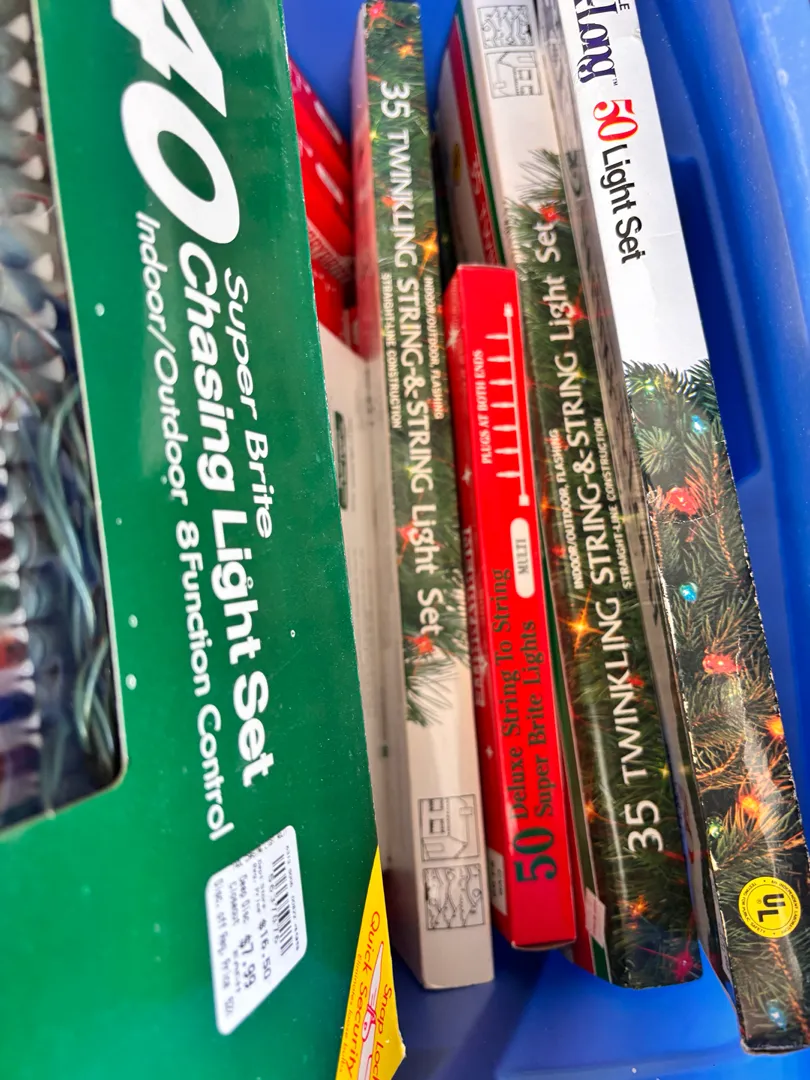 40
Super Brite
Chasing Light Set
Indoor/Outdoor 8 Function Control
$16.50
$7.99
Snap Lock
Quick Security
35 TWINKLING STRING-&-STRING Light Set
INDOOR/OUTDOOR, FLASHING
STRAIGHT-LINE CONSTRUCTION
PLUGS AT BOTH ENDS
MULTI
50 Deluxe String To String
Super Brite Lights
INDOOR/OUTDOOR, FLASHING
35 TWINKLING STRING-&-STRING Light Set
STRAIGHT-LINE CONSTRUCTION
Long™
50 Light Set
UL